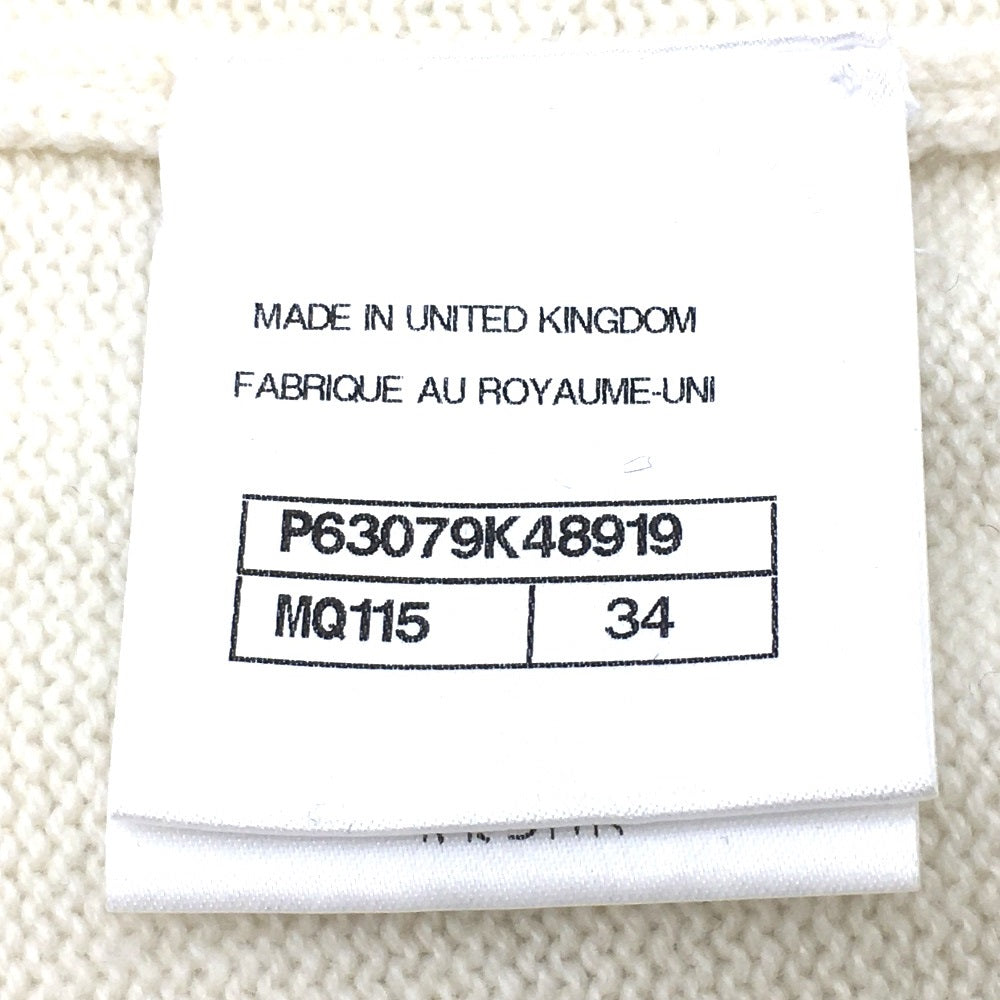 MADE IN UNITED KINGDOM
FABRIQUE AU ROYAUME-UNI
P63079K48919
MQ115 34